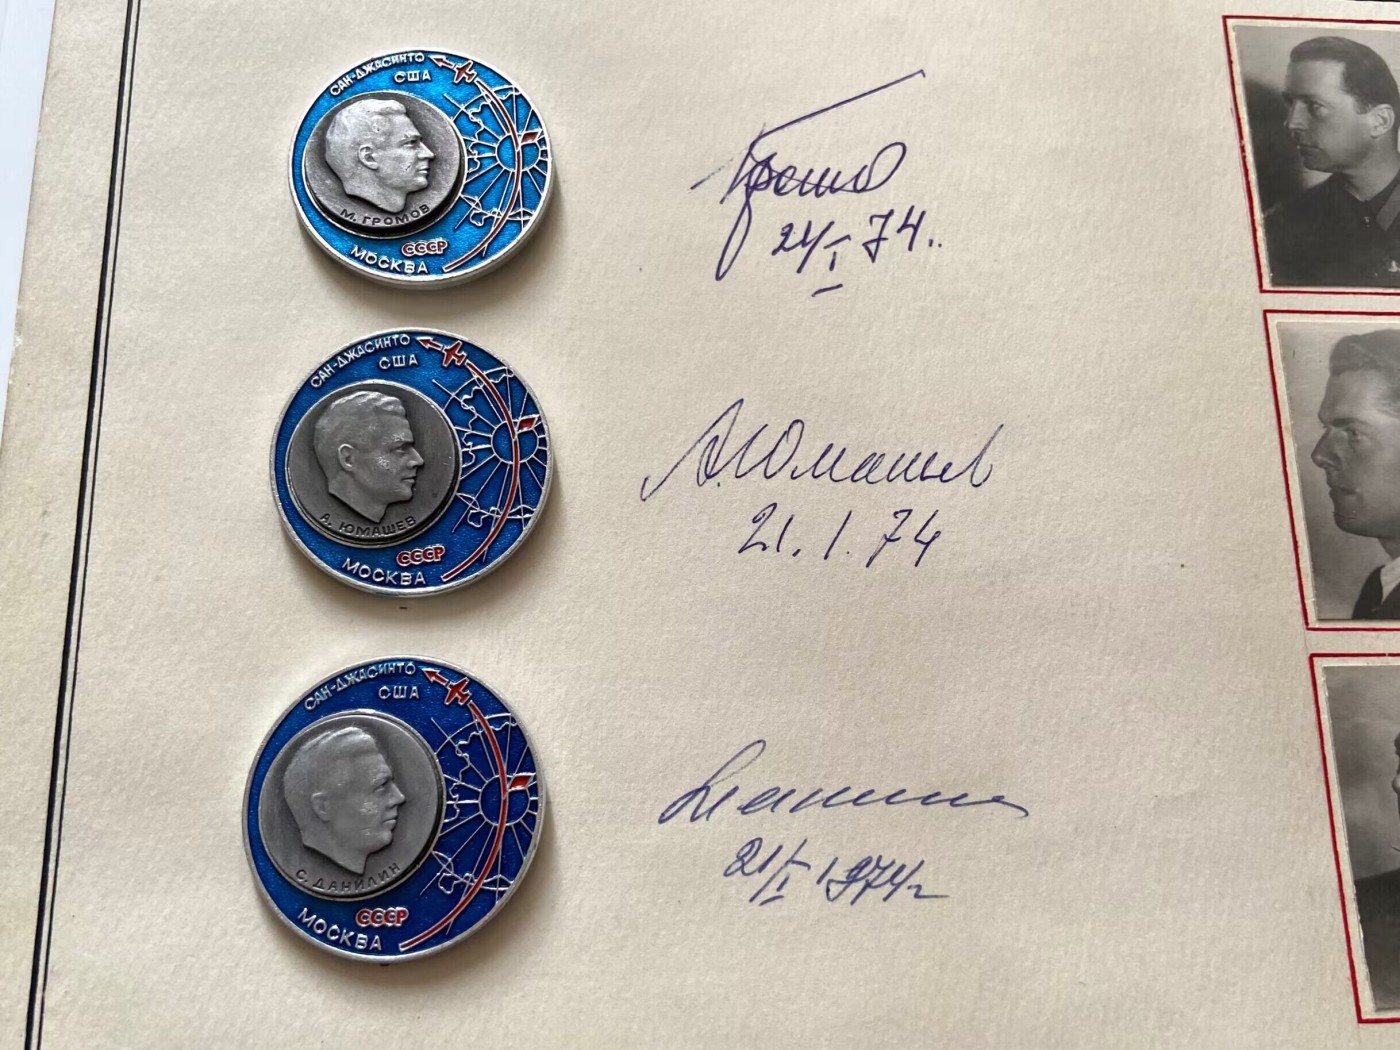 САН-ДЖАСИНТО
США
М. ГРОМОВ
СССР
МОСКВА
Громов
24/I 74.
САН-ДЖАСИНТО
США
А. ЮМАШЕВ
СССР
МОСКВА
А. Юмашев
21. 1. 74
САН-ДЖАСИНТО
США
С. ДАНИЛИН
СССР
МОСКВА
Данилин
21/I 1974 г